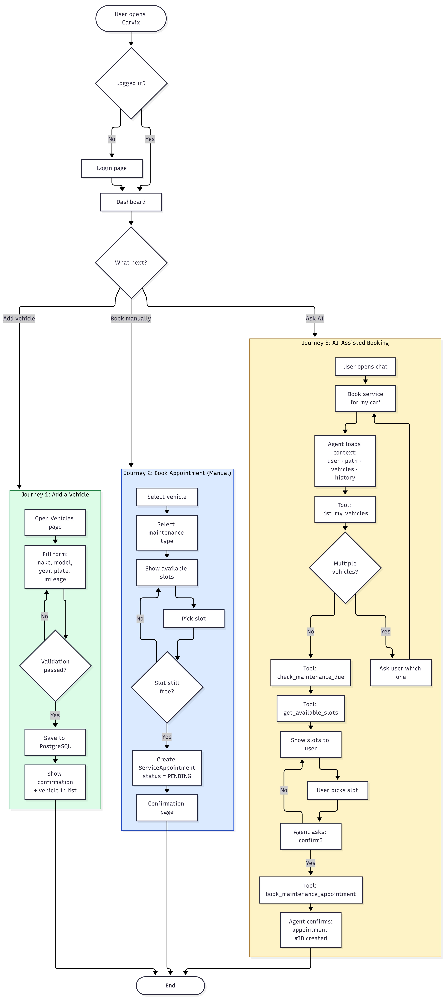 User opens
Carvix
Logged in?
No
Yes
Login page
Dashboard
What next?
Add vehicle
Book manually
Ask AI
Journey 1: Add a Vehicle
Open Vehicles
page
Fill form:
make, model,
year, plate,
mileage
No
Validation
passed?
Yes
Save to
PostgreSQL
Show
confirmation
+ vehicle in list
Journey 2: Book Appointment (Manual)
Select vehicle
Select
maintenance
type
Show available
slots
No
Pick slot
Slot still
free?
Yes
Create
ServiceAppointment
status = PENDING
Confirmation
page
Journey 3: AI-Assisted Booking
User opens chat
'Book service
for my car'
Agent loads
context:
user · path ·
vehicles ·
history
Tool:
list_my_vehicles
Multiple
vehicles?
No
Yes
Tool:
check_maintenance_due
Ask user which
one
Tool:
get_available_slots
Show slots to
user
No
User picks slot
Agent asks:
confirm?
Yes
Tool:
book_maintenance_appointment
Agent confirms:
appointment
#ID created
End